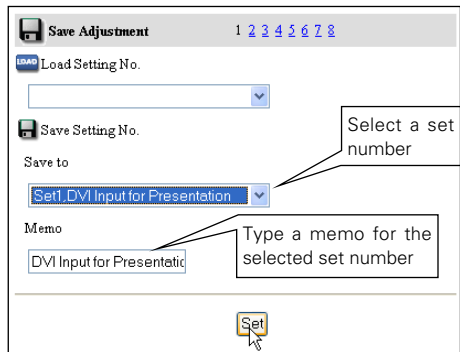 Save Adjustment 1 2 3 4 5 6 7 8
LOAD Load Setting No.
Save Setting No.
Select a set
number
Save to
Set1,DVI Input for Presentation
Memo
Type a memo for the
selected set number
DVI Input for Presentatic
Set